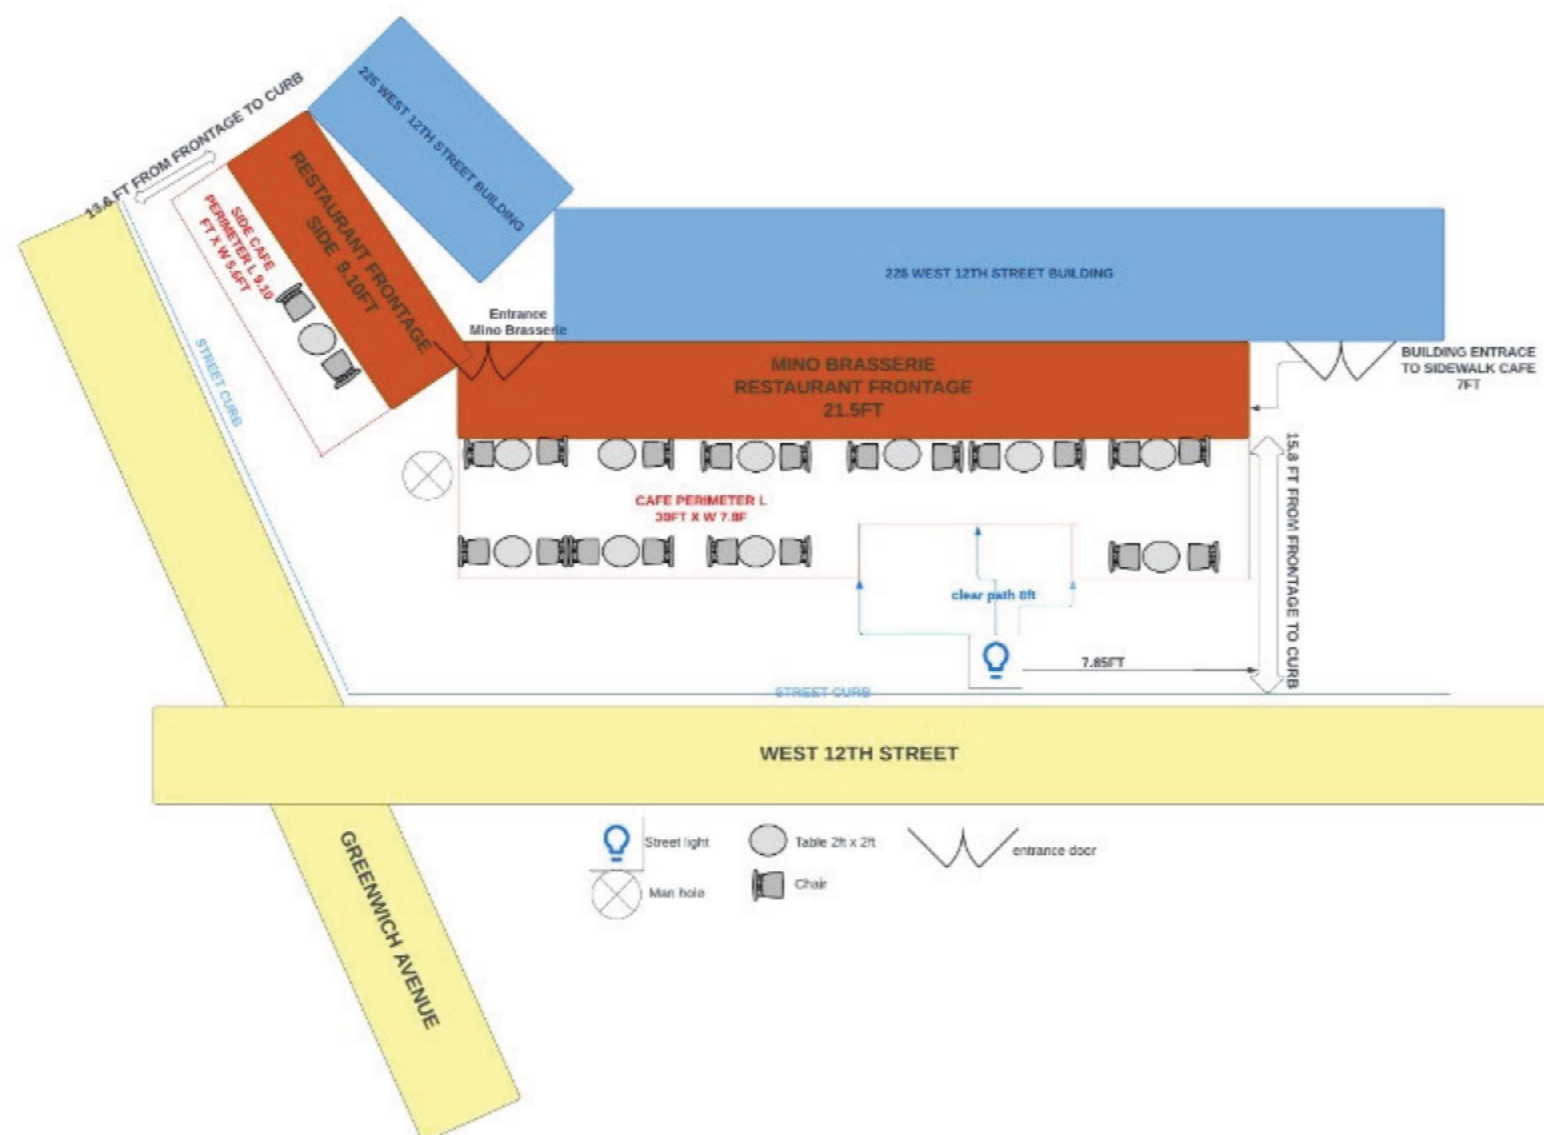 13.6 FT FROM FRONTAGE TO CURB
225 WEST 12TH STREET BUILDING
RESTAURANT FRONTAGE
SIDE 9.10FT
SIDE CAFE
PERIMETER L 9.10
FT X W 5.6FT
STREET CURB
225 WEST 12TH STREET BUILDING
Entrance
Mino Brasserie
MINO BRASSERIE
RESTAURANT FRONTAGE
21.5FT
BUILDING ENTRACE
TO SIDEWALK CAFE
7FT
15.8 FT FROM FRONTAGE TO CURB
CAFE PERIMETER L
30FT X W 7.8F
clear path 8ft
7.85FT
STREET CURB
WEST 12TH STREET
GREENWICH AVENUE
Street light
Table 2ft x 2ft
entrance door
Man hole
Chair